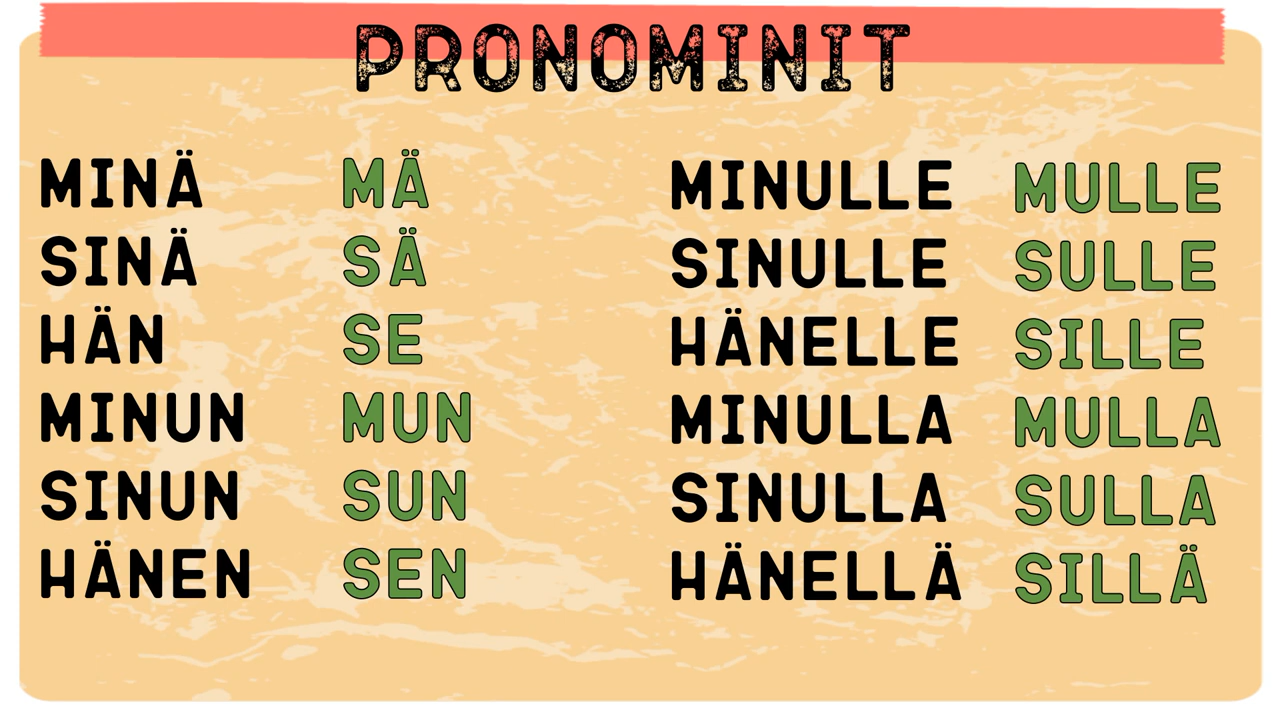 PRONOMINIT
MINÄ MÄ
SINÄ SÄ
HÄN SE
MINUN MUN
SINUN SUN
HÄNEN SEN
MINULLE MULLE
SINULLE SULLE
HÄNELLE SILLE
MINULLA MULLA
SINULLA SULLA
HÄNELLÄ SILLÄ